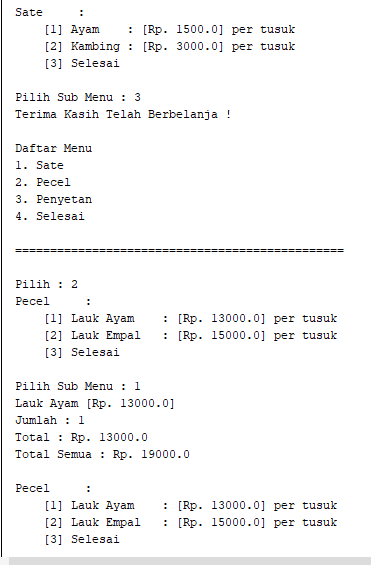 Sate     :
    [1] Ayam    : [Rp. 1500.0] per tusuk
    [2] Kambing : [Rp. 3000.0] per tusuk
    [3] Selesai

Pilih Sub Menu : 3
Terima Kasih Telah Berbelanja !

Daftar Menu
1. Sate
2. Pecel
3. Penyetan
4. Selesai

===============================================

Pilih : 2
Pecel     :
    [1] Lauk Ayam    : [Rp. 13000.0] per tusuk
    [2] Lauk Empal   : [Rp. 15000.0] per tusuk
    [3] Selesai

Pilih Sub Menu : 1
Lauk Ayam [Rp. 13000.0]
Jumlah : 1
Total : Rp. 13000.0
Total Semua : Rp. 19000.0

Pecel     :
    [1] Lauk Ayam    : [Rp. 13000.0] per tusuk
    [2] Lauk Empal   : [Rp. 15000.0] per tusuk
    [3] Selesai